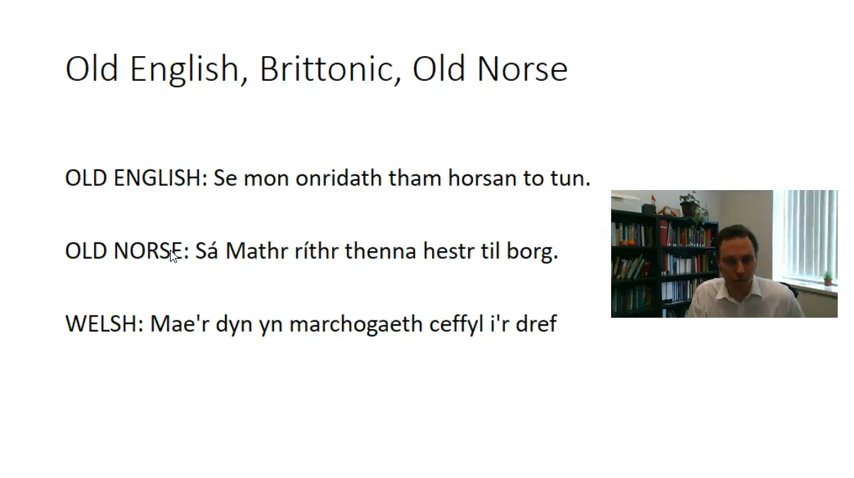 Old English, Brittonic, Old Norse
OLD ENGLISH: Se mon onridath tham horsan to tun.
OLD NORSE: Sá Mathr ríthr thenna hestr til borg.
WELSH: Mae'r dyn yn marchogaeth ceffyl i'r dref